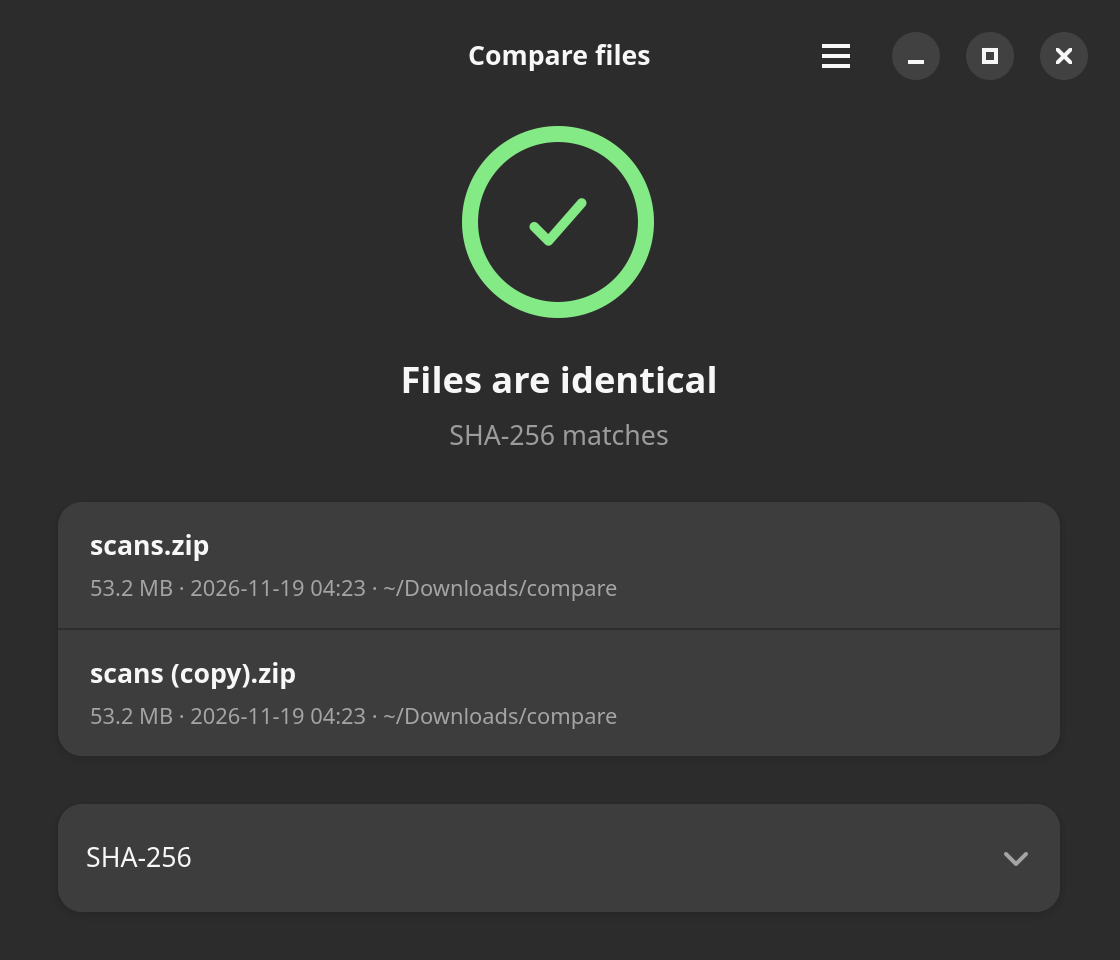 Compare files
Files are identical
SHA-256 matches
scans.zip
53.2 MB · 2026-11-19 04:23 · ~/Downloads/compare
scans (copy).zip
53.2 MB · 2026-11-19 04:23 · ~/Downloads/compare
SHA-256